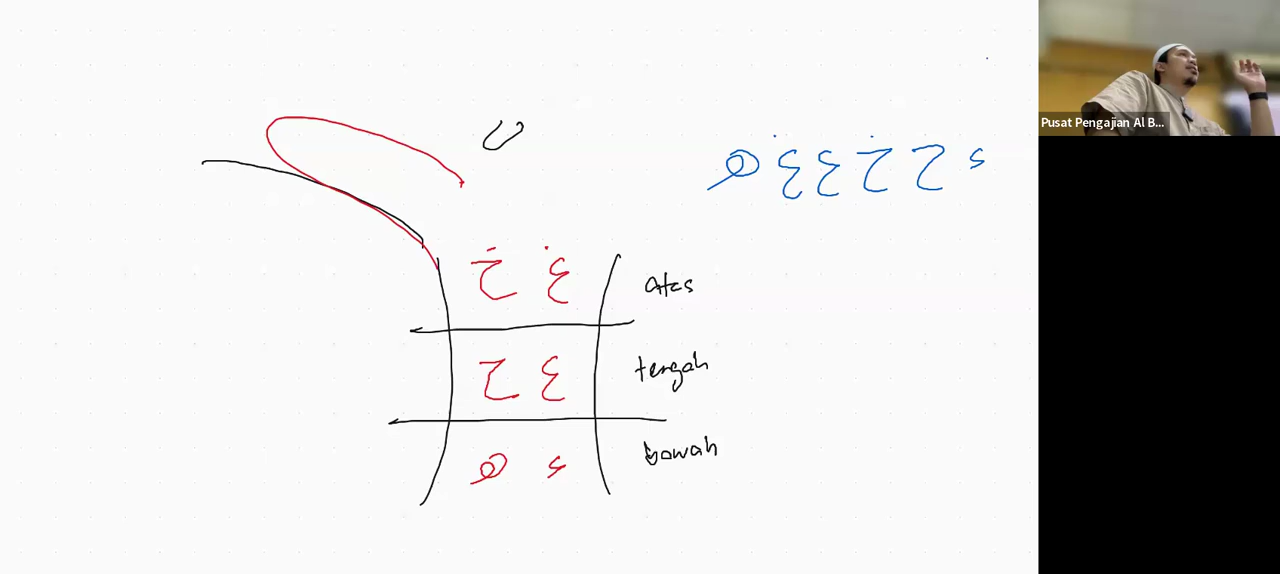 ء ح خ ع غ ه
خ غ
Atas
ح ع
tengah
ه ء
bawah
Pusat Pengajian Al B...